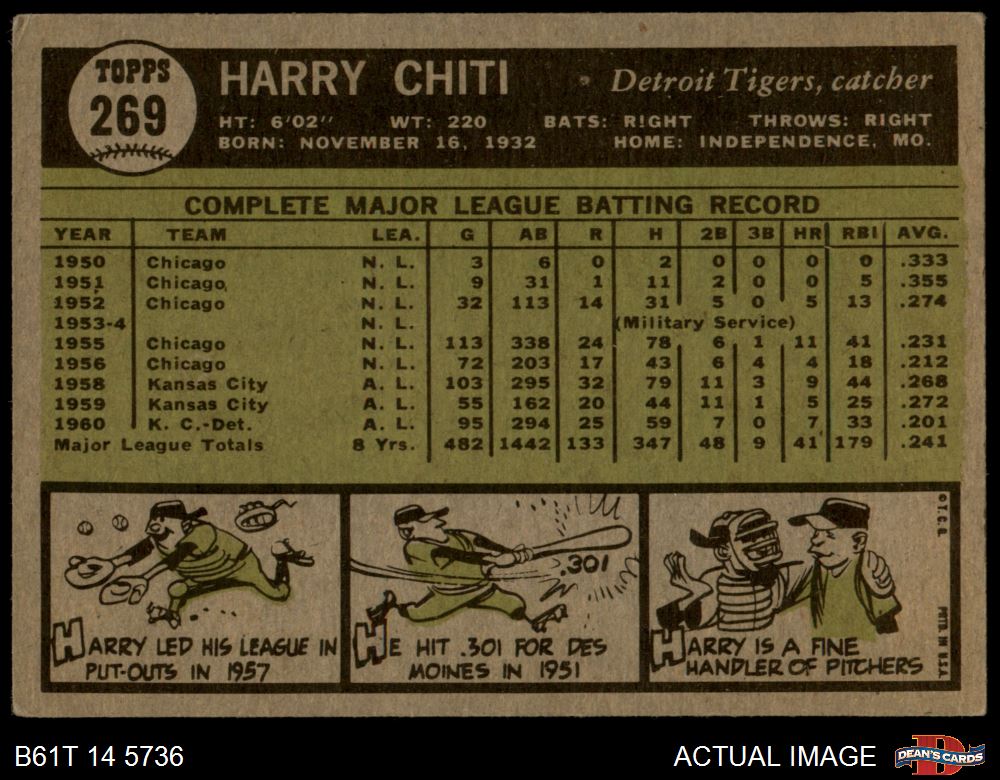 TOPPS
269
HARRY CHITI • Detroit Tigers, catcher
HT: 6'02" WT: 220 BATS: RIGHT THROWS: RIGHT
BORN: NOVEMBER 16, 1932 HOME: INDEPENDENCE, MO.
COMPLETE MAJOR LEAGUE BATTING RECORD
YEAR TEAM LEA. G AB R H 2B 3B HR RBI AVG.
1950 Chicago N. L. 3 6 0 2 0 0 0 0 .333
1951 Chicago N. L. 9 31 1 11 2 0 0 5 .355
1952 Chicago N. L. 32 113 14 31 5 0 5 13 .274
1953-4 N. L. (Military Service)
1955 Chicago N. L. 113 338 24 78 6 1 11 41 .231
1956 Chicago N. L. 72 203 17 43 6 4 4 18 .212
1958 Kansas City A. L. 103 295 32 79 11 3 9 44 .268
1959 Kansas City A. L. 55 162 20 44 11 1 5 25 .272
1960 K. C.-Det. A. L. 95 294 25 59 7 0 7 33 .201
Major League Totals 8 Yrs. 482 1442 133 347 48 9 41 179 .241
HARRY LED HIS LEAGUE IN
PUT-OUTS IN 1957
.301
HE HIT .301 FOR DES
MOINES IN 1951
HARRY IS A FINE
HANDLER OF PITCHERS
© T.C.G.
PRTD. IN U.S.A.
B61T 14 5736
ACTUAL IMAGE
D
DEAN'S CARDS